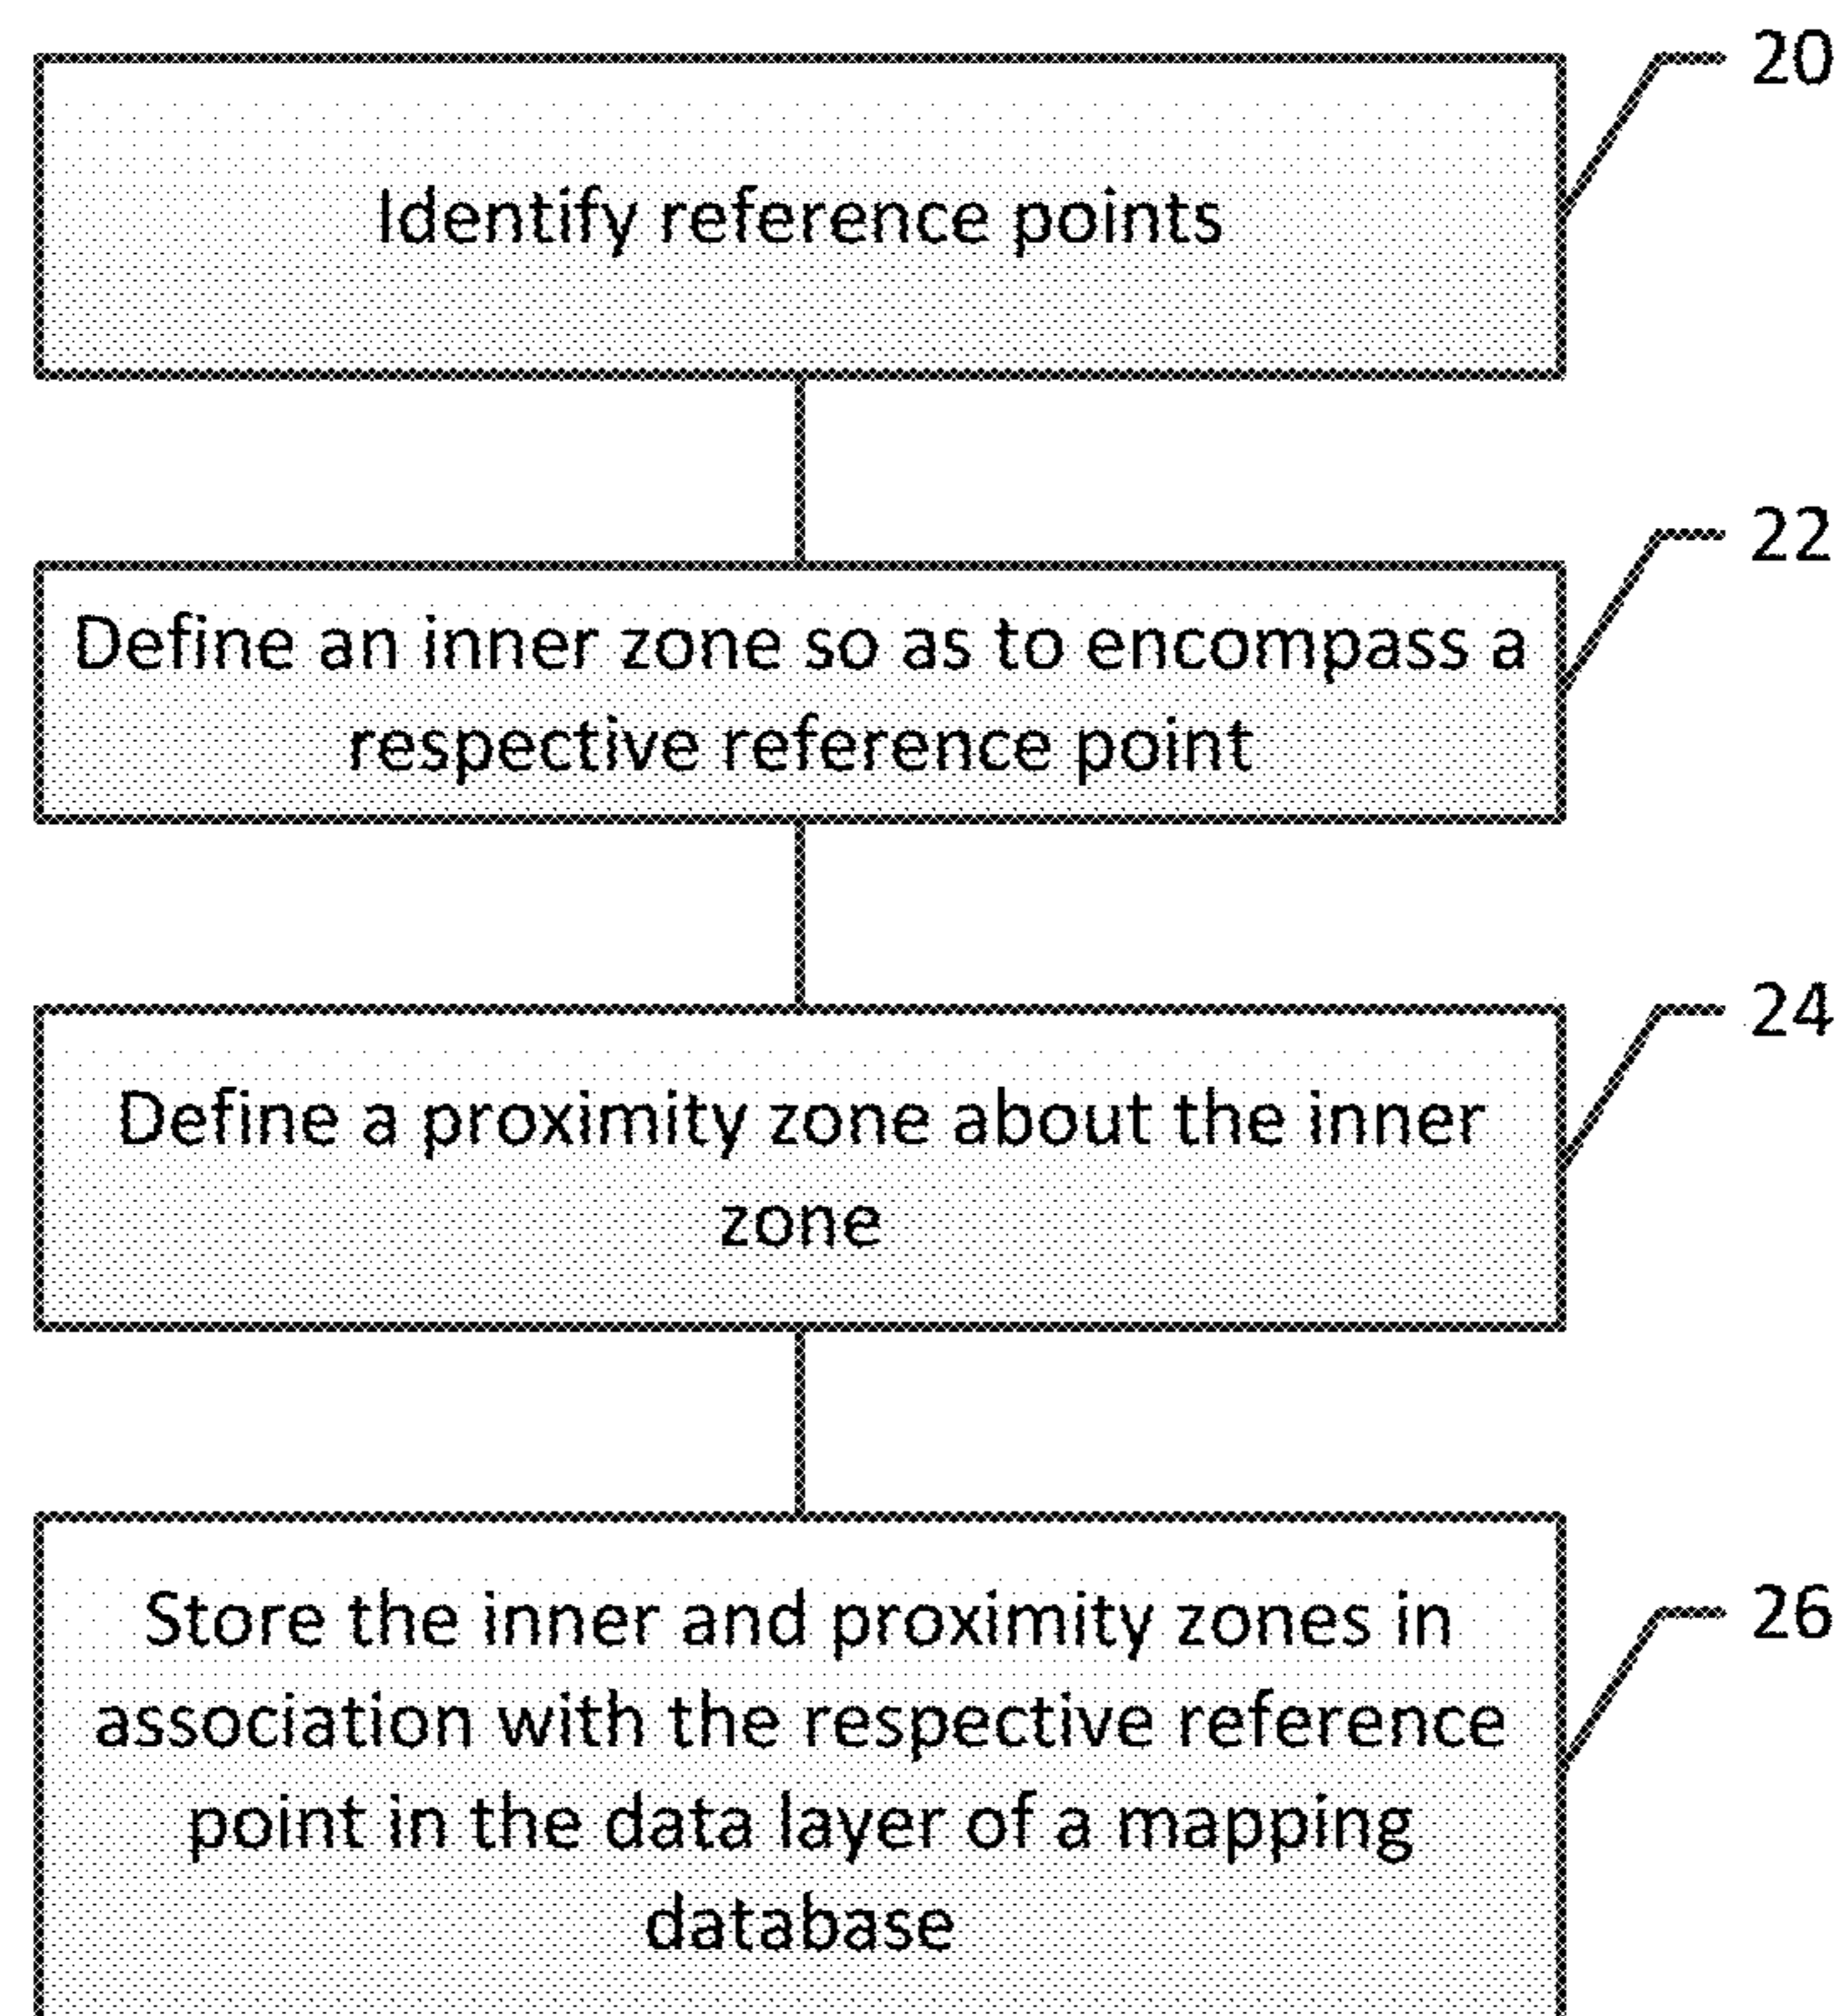 20
Identify reference points
22
Define an inner zone so as to encompass a
respective reference point
24
Define a proximity zone about the inner
zone
26
Store the inner and proximity zones in
association with the respective reference
point in the data layer of a mapping
database